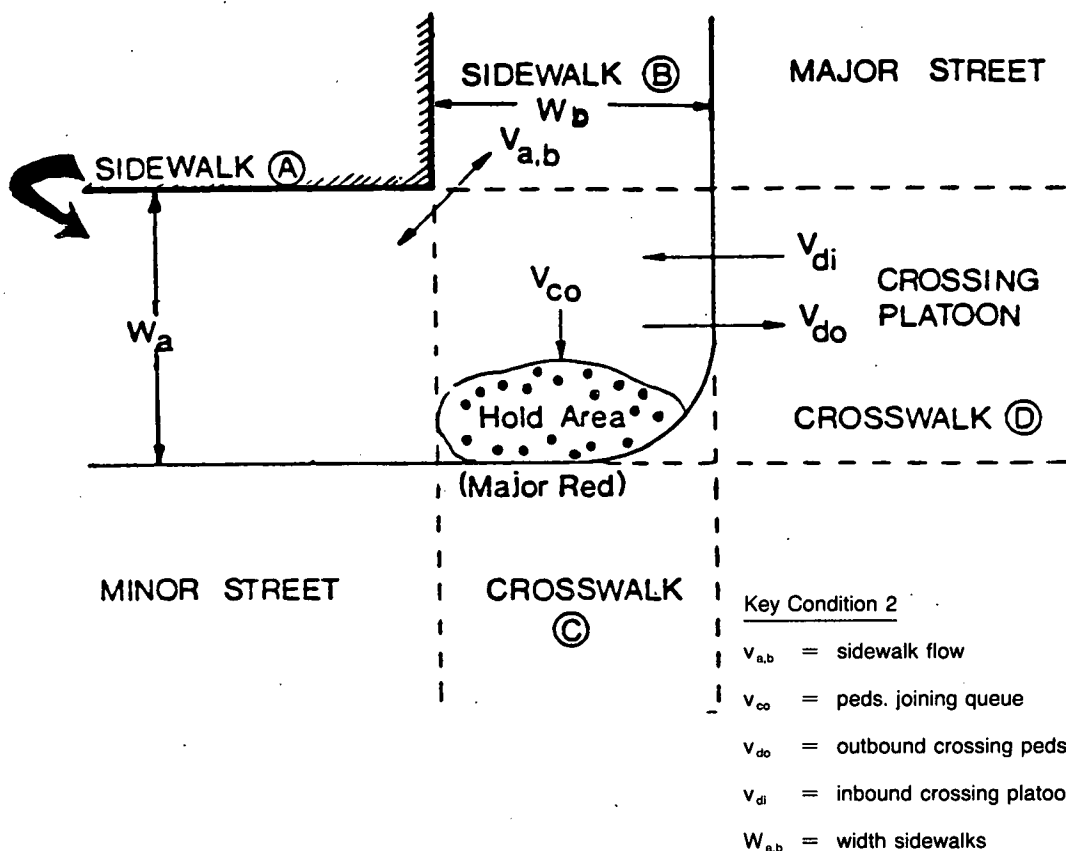 SIDEWALK Ⓑ
MAJOR STREET
W_b
V_a,b
SIDEWALK Ⓐ
V_di
V_co
CROSSING
PLATOON
W_a
V_do
Hold Area
CROSSWALK Ⓓ
(Major Red)
MINOR STREET
CROSSWALK
Ⓒ
Key Condition 2
v_a,b = sidewalk flow
v_co = peds. joining queue
v_do = outbound crossing peds
v_di = inbound crossing platoo
W_a,b = width sidewalks